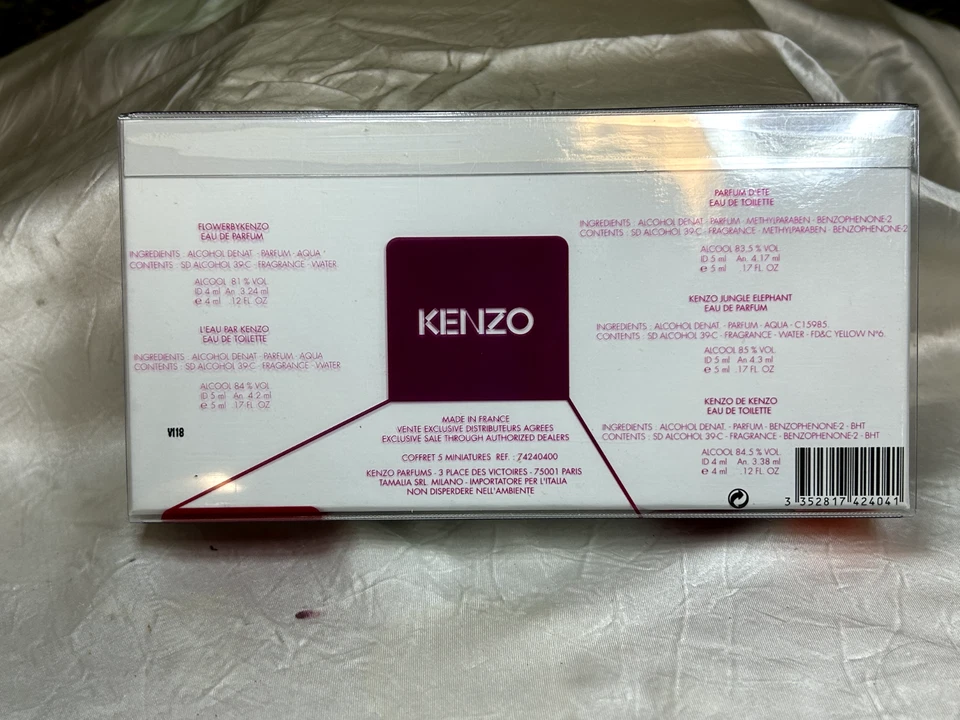 FLOWERBYKENZO
EAU DE PARFUM
INGREDIENTS : ALCOHOL DENAT · PARFUM · AQUA ·
CONTENTS : SD ALCOHOL 39-C · FRAGRANCE · WATER
ALCOOL 81 % VOL
ID 4 ml An 3.24 ml
e 4 ml .12 FL OZ
L'EAU PAR KENZO
EAU DE TOILETTE
INGREDIENTS : ALCOHOL DENAT · PARFUM · AQUA
CONTENTS : SD ALCOHOL 39-C · FRAGRANCE · WATER
ALCOOL 84 % VOL
ID 5 ml An 4.2 ml
e 5 ml .17 FL OZ
V118
KENZO
MADE IN FRANCE
VENTE EXCLUSIVE DISTRIBUTEURS AGREES
EXCLUSIVE SALE THROUGH AUTHORIZED DEALERS
COFFRET 5 MINIATURES REF. : 74240400
KENZO PARFUMS - 3 PLACE DES VICTOIRES - 75001 PARIS
TAMALIA SRL MILANO - IMPORTATORE PER L'ITALIA
NON DISPERDERE NELL'AMBIENTE
PARFUM D'ETE
EAU DE TOILETTE
INGREDIENTS : ALCOHOL DENAT · PARFUM · METHYLPARABEN · BENZOPHENONE-2
CONTENTS : SD ALCOHOL 39-C · FRAGRANCE · METHYLPARABEN · BENZOPHENONE-2
ALCOOL 83,5 % VOL
ID 5 ml An 4,17 ml
e 5 ml .17 FL OZ
KENZO JUNGLE ELEPHANT
EAU DE PARFUM
INGREDIENTS : ALCOHOL DENAT. - PARFUM - AQUA - C15985.
CONTENTS : SD ALCOHOL 39-C - FRAGRANCE - WATER - FD&C YELLOW N°6.
ALCOOL 85 % VOL
ID 5 ml An 4.3 ml
e 5 ml .17 FL OZ
KENZO DE KENZO
EAU DE TOILETTE
INGREDIENTS : ALCOHOL DENAT. - PARFUM - BENZOPHENONE-2 - BHT
CONTENTS : SD ALCOHOL 39-C - FRAGRANCE - BENZOPHENONE-2 - BHT
ALCOOL 84,5 % VOL
ID 4 ml An 3.38 ml
e 4 ml .12 FL OZ
3 352817 424041